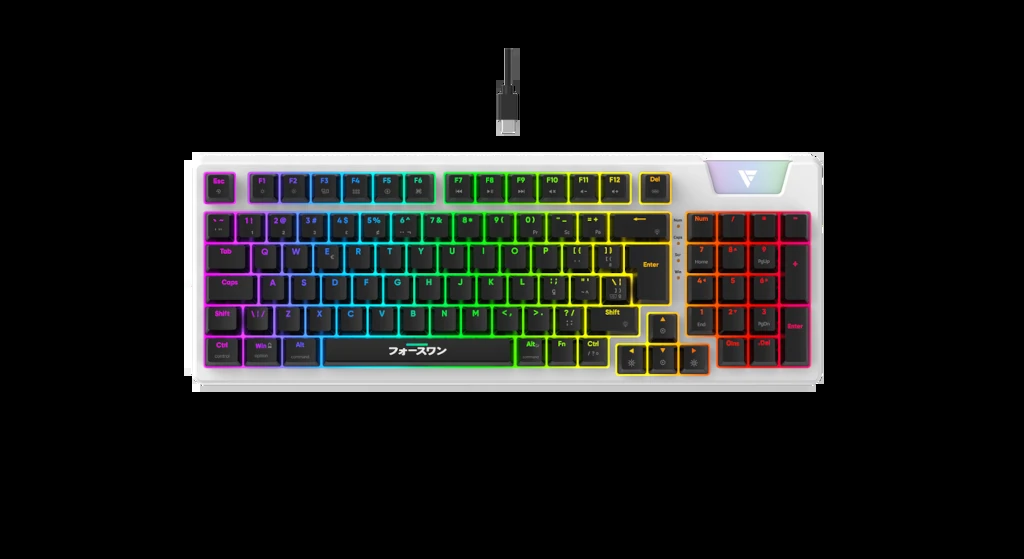 Esc F1 F2 F3 F4 F5 F6 F7 F8 F9 F10 F11 F12 Del
1! 2@ 3# 4$ 5% 6^ 7& 8* 9( 0) =+ Num /
Tab Q W E R T Y U I O P Enter 7 8 9
Home PgUp
Caps A S D F G H J K L 4 5 6
Shift \| Z X C V B N M <, >. ?/ Shift 1 2 3 Enter
End PgDn
Ctrl Win Alt フォースワン Alt Fn Ctrl .Del
control option command